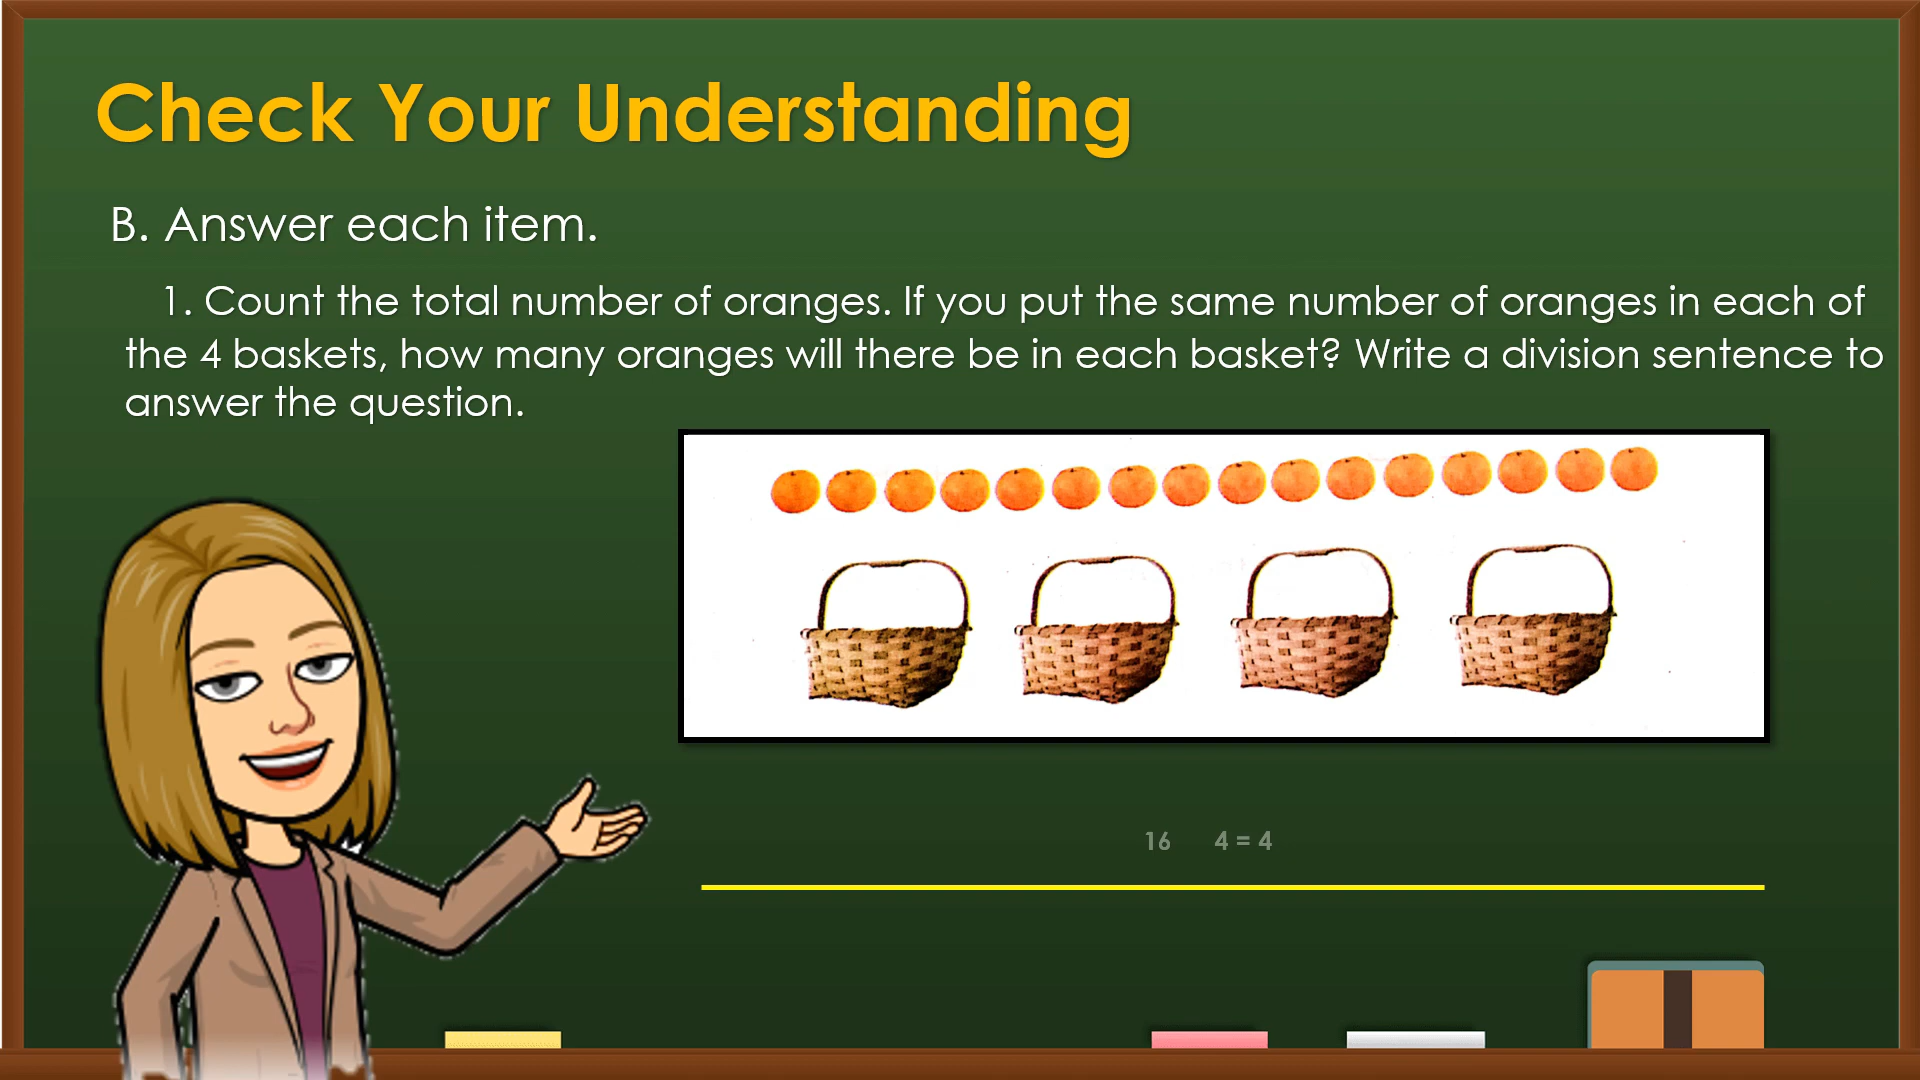 Check Your Understanding
B. Answer each item.
1. Count the total number of oranges. If you put the same number of oranges in each of
the 4 baskets, how many oranges will there be in each basket? Write a division sentence to
answer the question.
16 4 = 4